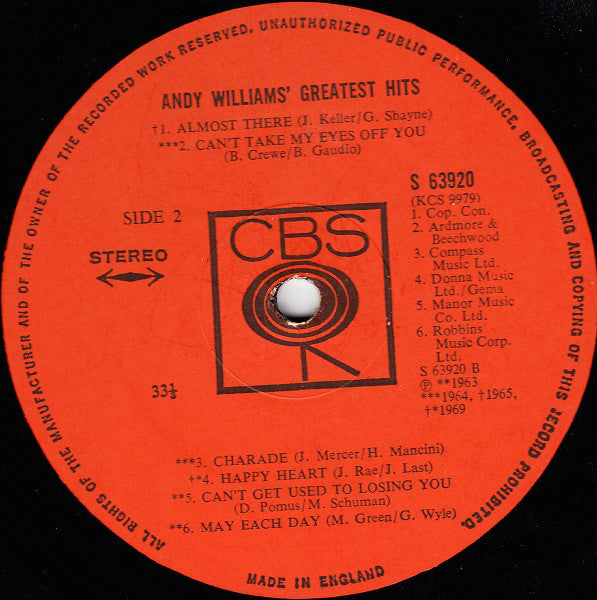 ALL RIGHTS OF THE MANUFACTURER AND OF THE OWNER OF THE RECORDED WORK RESERVED. UNAUTHORIZED PUBLIC PERFORMANCE, BROADCASTING AND COPYING OF THIS RECORD PROHIBITED.
ANDY WILLIAMS' GREATEST HITS
†1. ALMOST THERE (J. Keller/G. Shayne)
***2. CAN'T TAKE MY EYES OFF YOU
(B. Crewe/B. Gaudio)
SIDE 2
STEREO
33⅓
CBS
S 63920
(KCS 9979)
1. Cop. Con.
2. Ardmore &
Beechwood
3. Compass
Music Ltd.
4. Donna Music
Ltd./Gema
5. Manor Music
Co. Ltd.
6. Robbins
Music Corp.
Ltd.
S 63920 B
Ⓟ **1963
***1964, †1965,
†*1969
***3. CHARADE (J. Mercer/H. Mancini)
†*4. HAPPY HEART (J. Rae/J. Last)
**5. CAN'T GET USED TO LOSING YOU
(D. Pomus/M. Schuman)
**6. MAY EACH DAY (M. Green/G. Wyle)
MADE IN ENGLAND